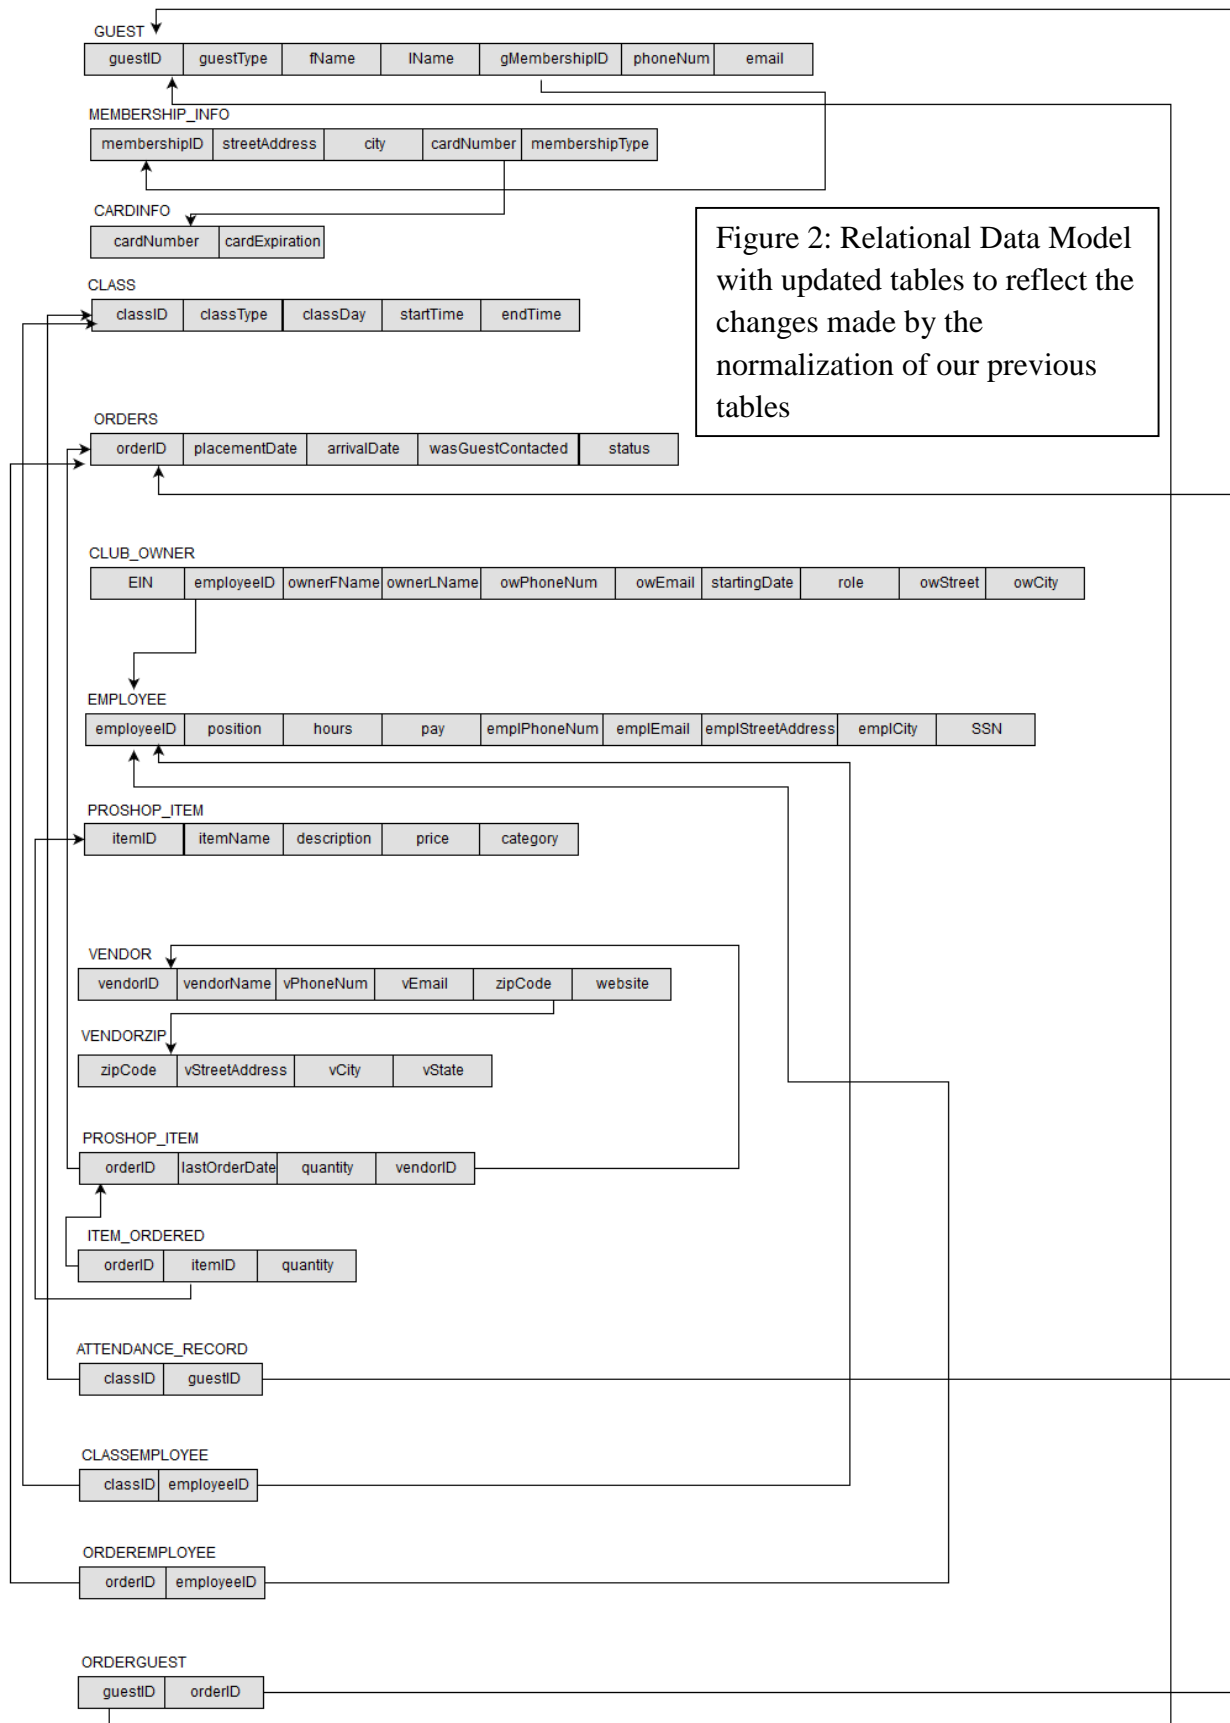 GUEST
guestID guestType fName lName gMembershipID phoneNum email
MEMBERSHIP_INFO
membershipID streetAddress city cardNumber membershipType
CARDINFO
cardNumber cardExpiration
Figure 2: Relational Data Model
with updated tables to reflect the
changes made by the
normalization of our previous
tables
CLASS
classID classType classDay startTime endTime
ORDERS
orderID placementDate arrivalDate wasGuestContacted status
CLUB_OWNER
EIN employeeID ownerFName ownerLName owPhoneNum owEmail startingDate role owStreet owCity
EMPLOYEE
employeeID position hours pay emplPhoneNum emplEmail emplStreetAddress emplCity SSN
PROSHOP_ITEM
itemID itemName description price category
VENDOR
vendorID vendorName vPhoneNum vEmail zipCode website
VENDORZIP
zipCode vStreetAddress vCity vState
PROSHOP_ITEM
orderID lastOrderDate quantity vendorID
ITEM_ORDERED
orderID itemID quantity
ATTENDANCE_RECORD
classID guestID
CLASSEMPLOYEE
classID employeeID
ORDEREMPLOYEE
orderID employeeID
ORDERGUEST
guestID orderID